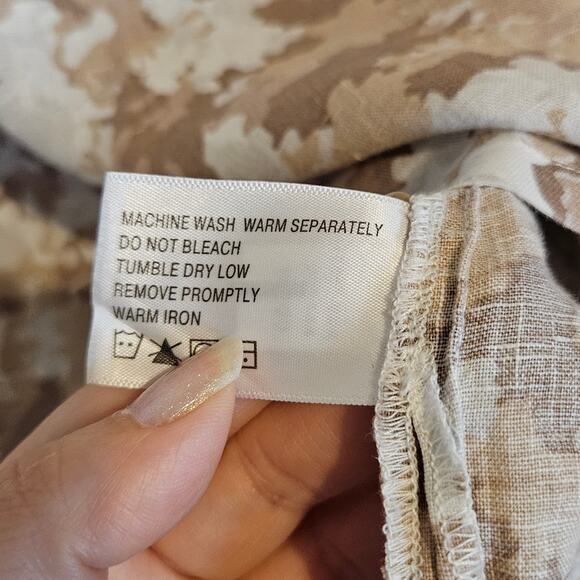 MACHINE WASH WARM SEPARATELY
DO NOT BLEACH
TUMBLE DRY LOW
REMOVE PROMPTLY
WARM IRON